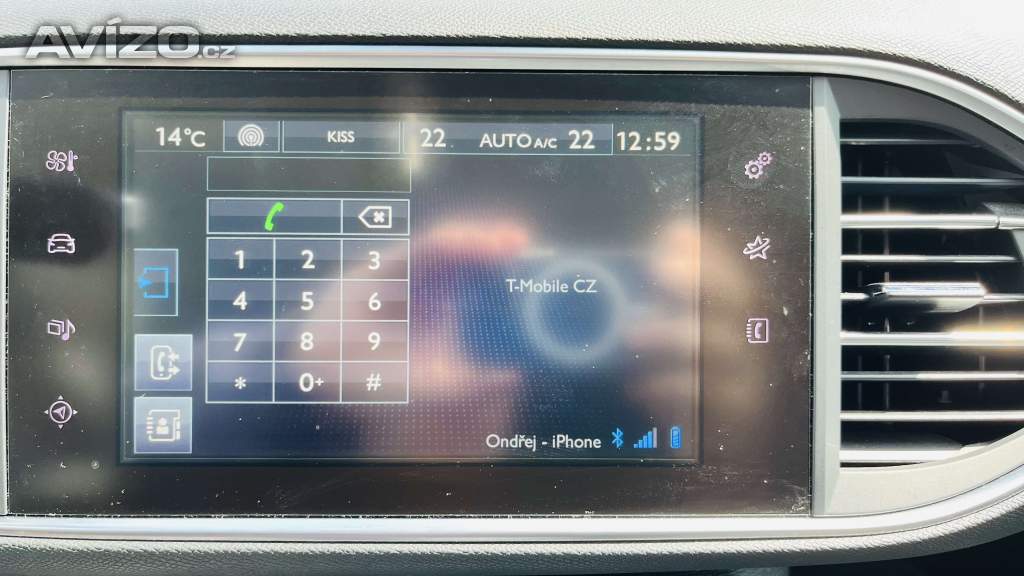 AVÍZO.cz
14°C KISS 22 AUTO A/C 22 12:59
1 2 3
4 5 6
T-Mobile CZ
7 8 9
* 0+ #
Ondřej - iPhone